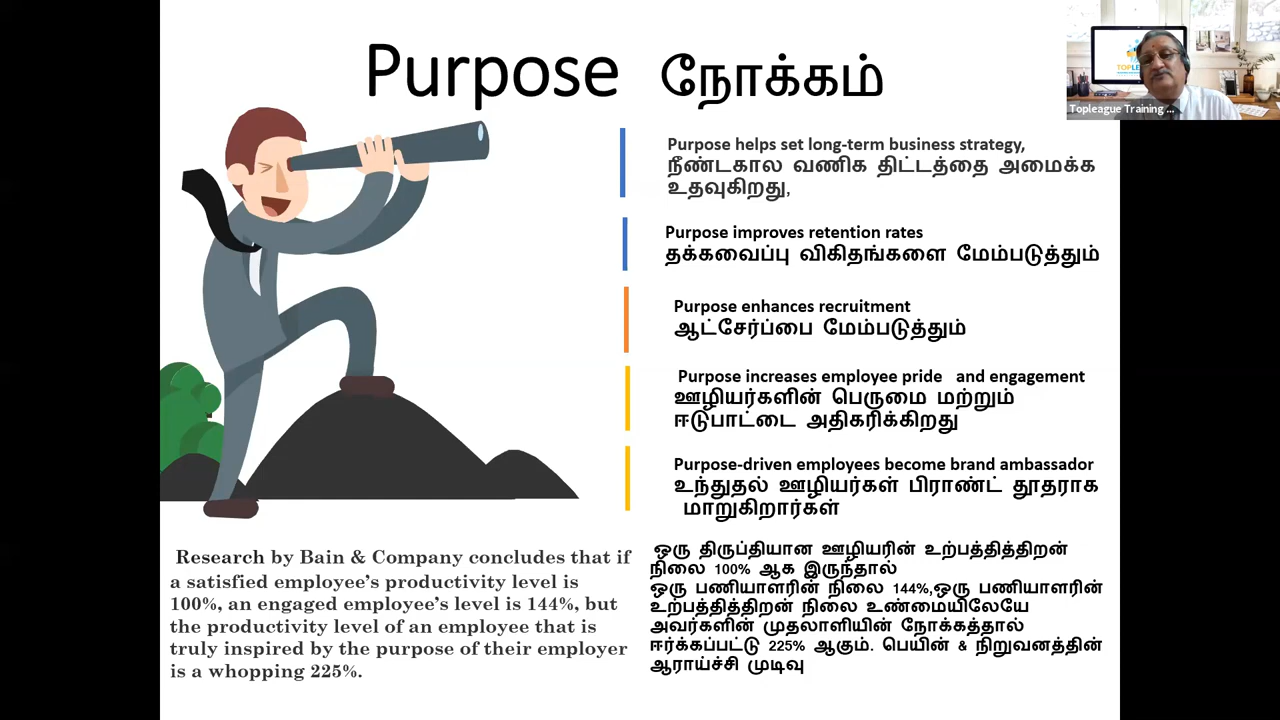 Purpose நோக்கம்
Topleague Training ...
Purpose helps set long-term business strategy,
நீண்டகால வணிக திட்டத்தை அமைக்க
உதவுகிறது,
Purpose improves retention rates
தக்கவைப்பு விகிதங்களை மேம்படுத்தும்
Purpose enhances recruitment
ஆட்சேர்ப்பை மேம்படுத்தும்
Purpose increases employee pride and engagement
ஊழியர்களின் பெருமை மற்றும்
ஈடுபாட்டை அதிகரிக்கிறது
Purpose-driven employees become brand ambassador
உந்துதல் ஊழியர்கள் பிராண்ட் தூதராக
மாறுகிறார்கள்
Research by Bain & Company concludes that if
a satisfied employee's productivity level is
100%, an engaged employee's level is 144%, but
the productivity level of an employee that is
truly inspired by the purpose of their employer
is a whopping 225%.
ஒரு திருப்தியான ஊழியரின் உற்பத்தித்திறன்
நிலை 100% ஆக இருந்தால்
ஒரு பணியாளரின் நிலை 144%,ஒரு பணியாளரின்
உற்பத்தித்திறன் நிலை உண்மையிலேயே
அவர்களின் முதலாளியின் நோக்கத்தால்
ஈர்க்கப்பட்டு 225% ஆகும். பெயின் & நிறுவனத்தின்
ஆராய்ச்சி முடிவு